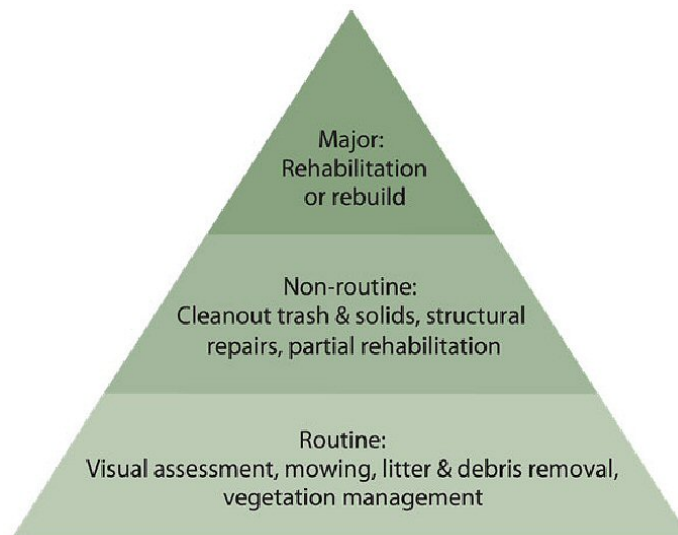 Major:
Rehabilitation
or rebuild
Non-routine:
Cleanout trash & solids, structural
repairs, partial rehabilitation
Routine:
Visual assessment, mowing, litter & debris removal,
vegetation management